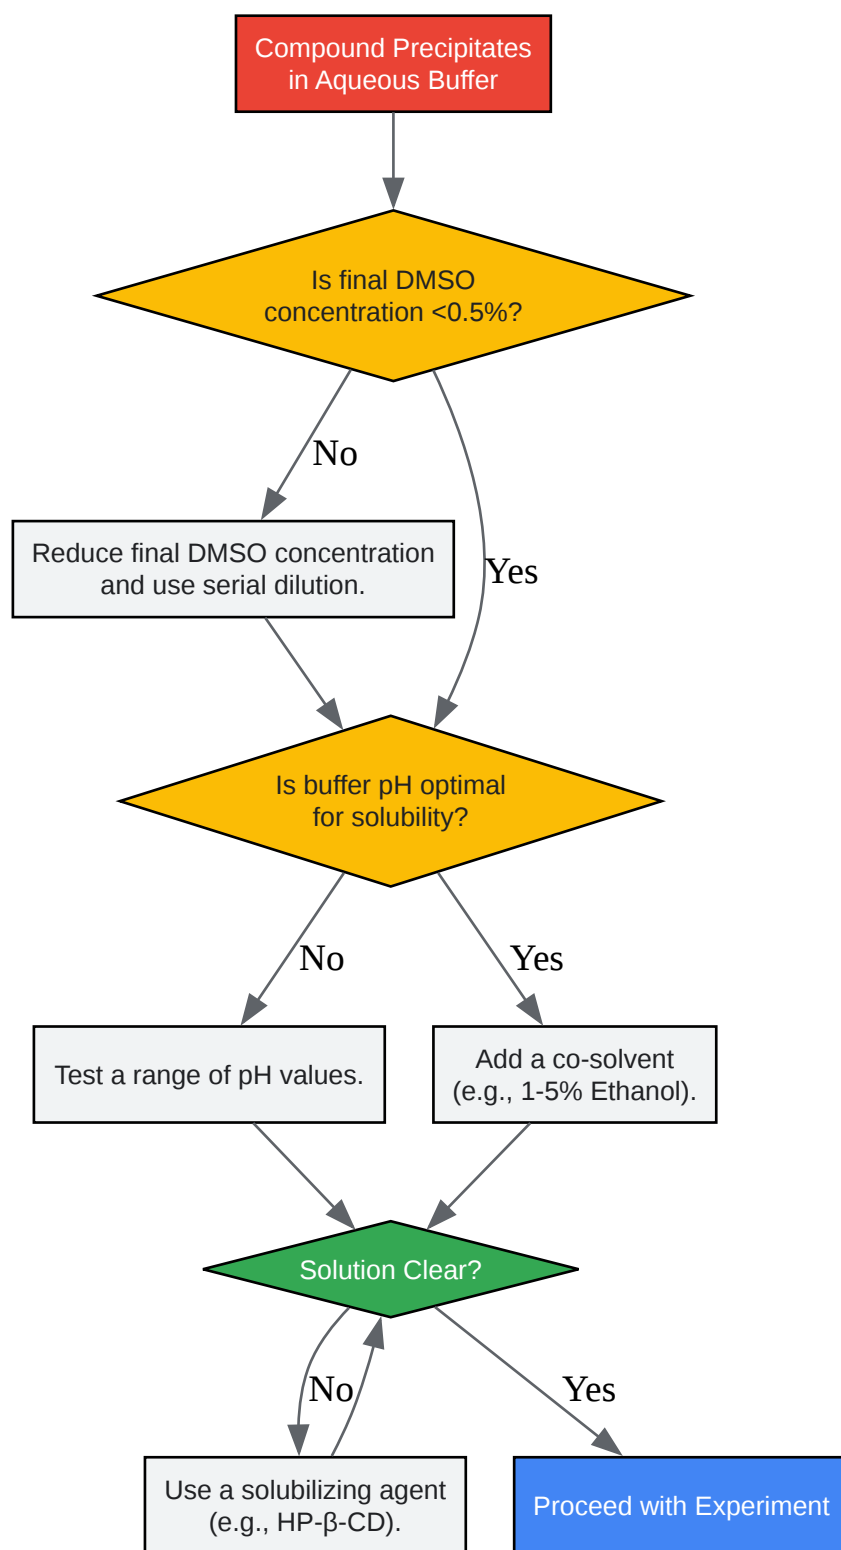 Compound Precipitates
in Aqueous Buffer
Is final DMSO
concentration <0.5%?
No
Reduce final DMSO concentration
and use serial dilution.
Yes
Is buffer pH optimal
for solubility?
No
Yes
Test a range of pH values.
Add a co-solvent
(e.g., 1-5% Ethanol).
Solution Clear?
No
Yes
Use a solubilizing agent
(e.g., HP-β-CD).
Proceed with Experiment